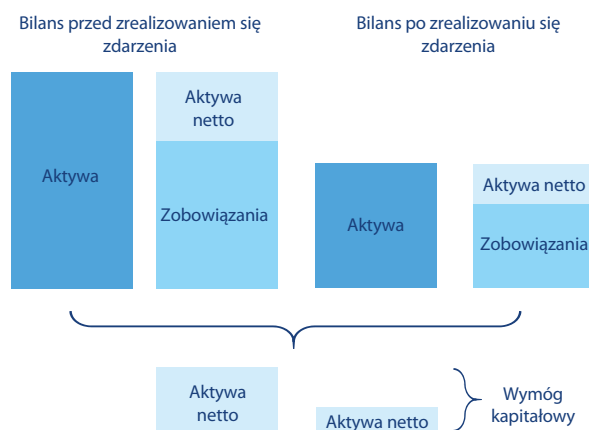 Bilans przed zrealizowaniem się
zdarzenia
Bilans po zrealizowaniu się
zdarzenia
Aktywa
Aktywa
netto
Zobowiązania
Aktywa
Aktywa netto
Zobowiązania
Aktywa
netto
Aktywa netto
Wymóg
kapitałowy